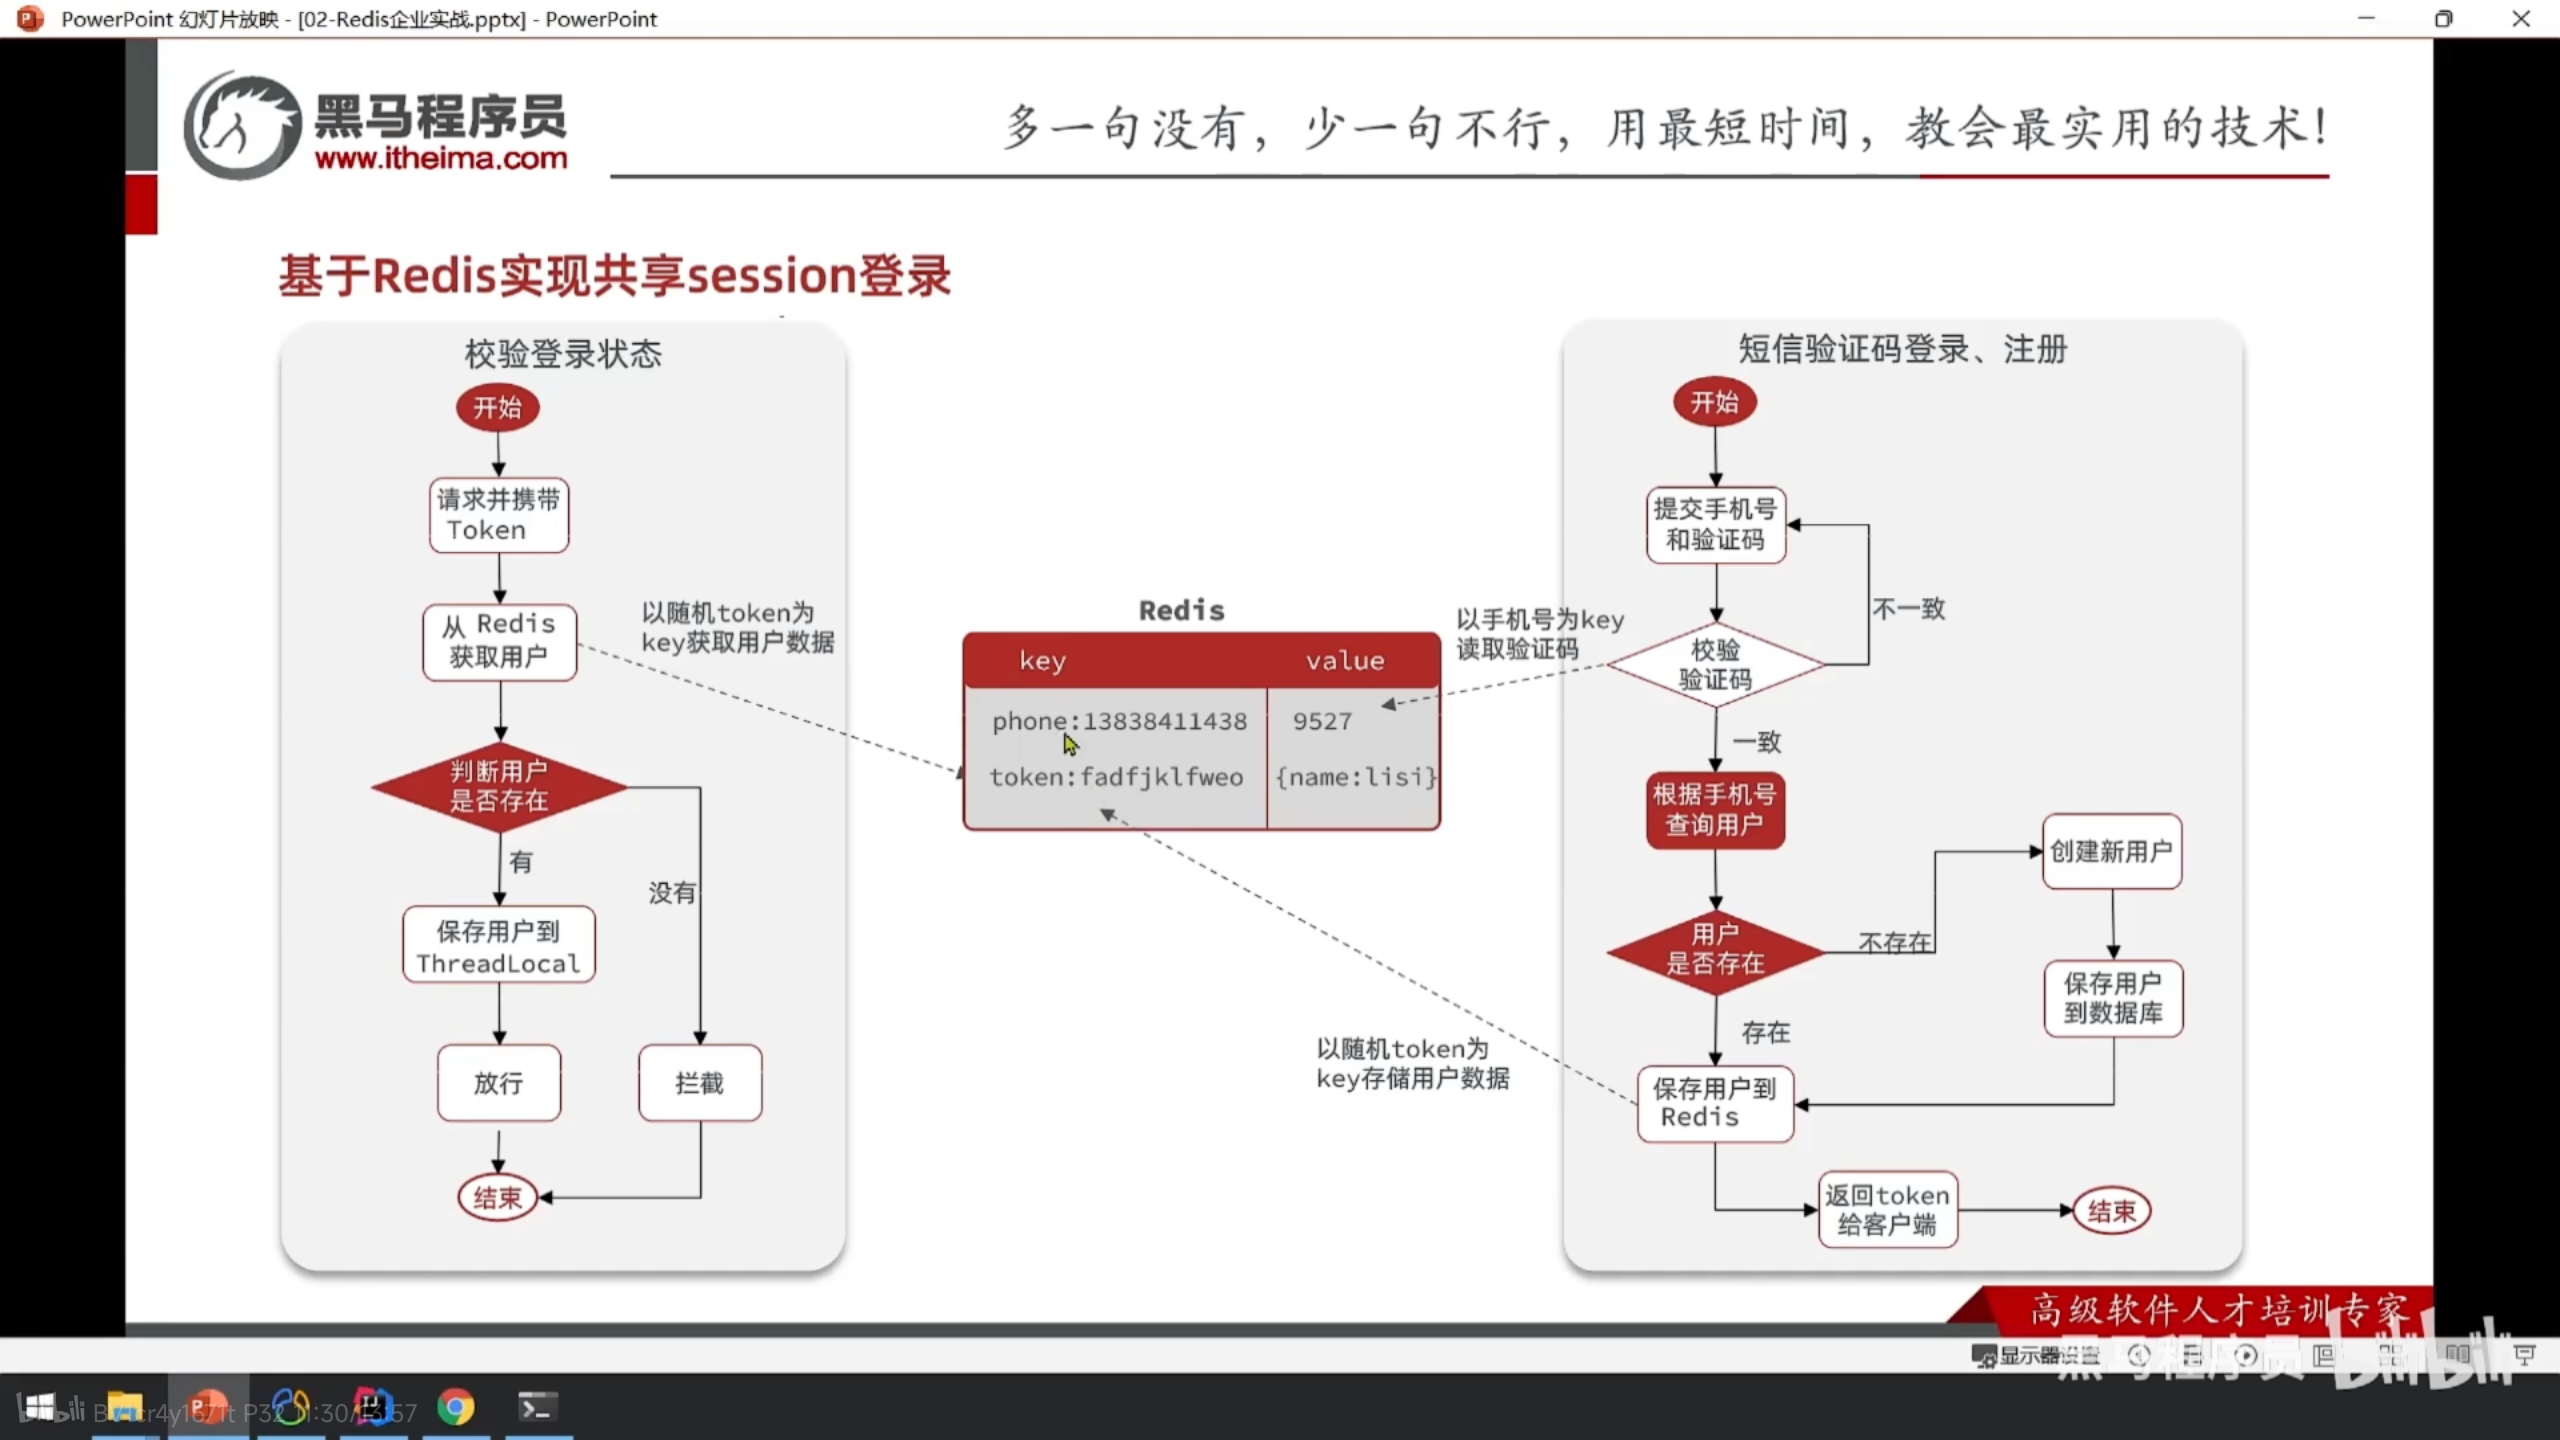 PowerPoint 幻灯片放映 - [02-Redis企业实战.pptx] - PowerPoint
黑马程序员
www.itheima.com
多一句没有，少一句不行，用最短时间，教会最实用的技术！
基于Redis实现共享session登录
校验登录状态
开始
请求并携带
Token
从 Redis
获取用户
以随机token为
key获取用户数据
判断用户
是否存在
有
没有
保存用户到
ThreadLocal
放行
拦截
结束
Redis
key
value
phone:13838411438
9527
token:fadfjklfweo
{name:lisi}
以手机号为key
读取验证码
以随机token为
key存储用户数据
短信验证码登录、注册
开始
提交手机号
和验证码
不一致
校验
验证码
一致
根据手机号
查询用户
创建新用户
用户
是否存在
不存在
保存用户
到数据库
存在
保存用户到
Redis
返回token
给客户端
结束
高级软件人才培训专家
黑马程序员 bilibili
显示器设置
bilibili